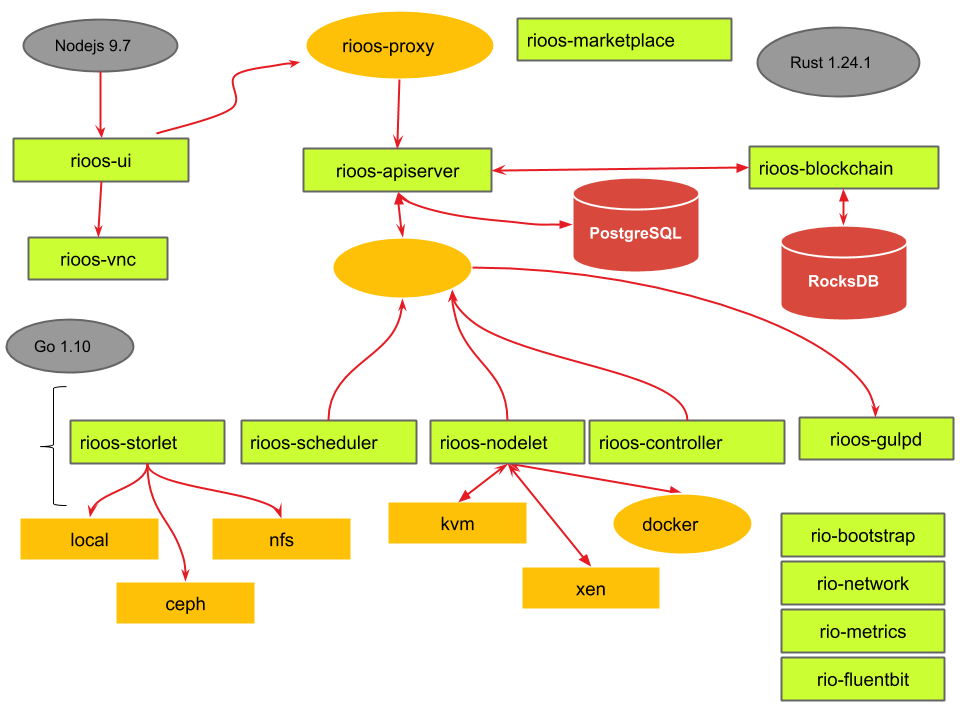 Nodejs 9.7
rioos-proxy
rioos-marketplace
Rust 1.24.1
rioos-ui
rioos-apiserver
rioos-blockchain
PostgreSQL
rioos-vnc
RocksDB
Go 1.10
rioos-storlet
rioos-scheduler
rioos-nodelet
rioos-controller
rioos-gulpd
local
nfs
kvm
docker
ceph
xen
rio-bootstrap
rio-network
rio-metrics
rio-fluentbit